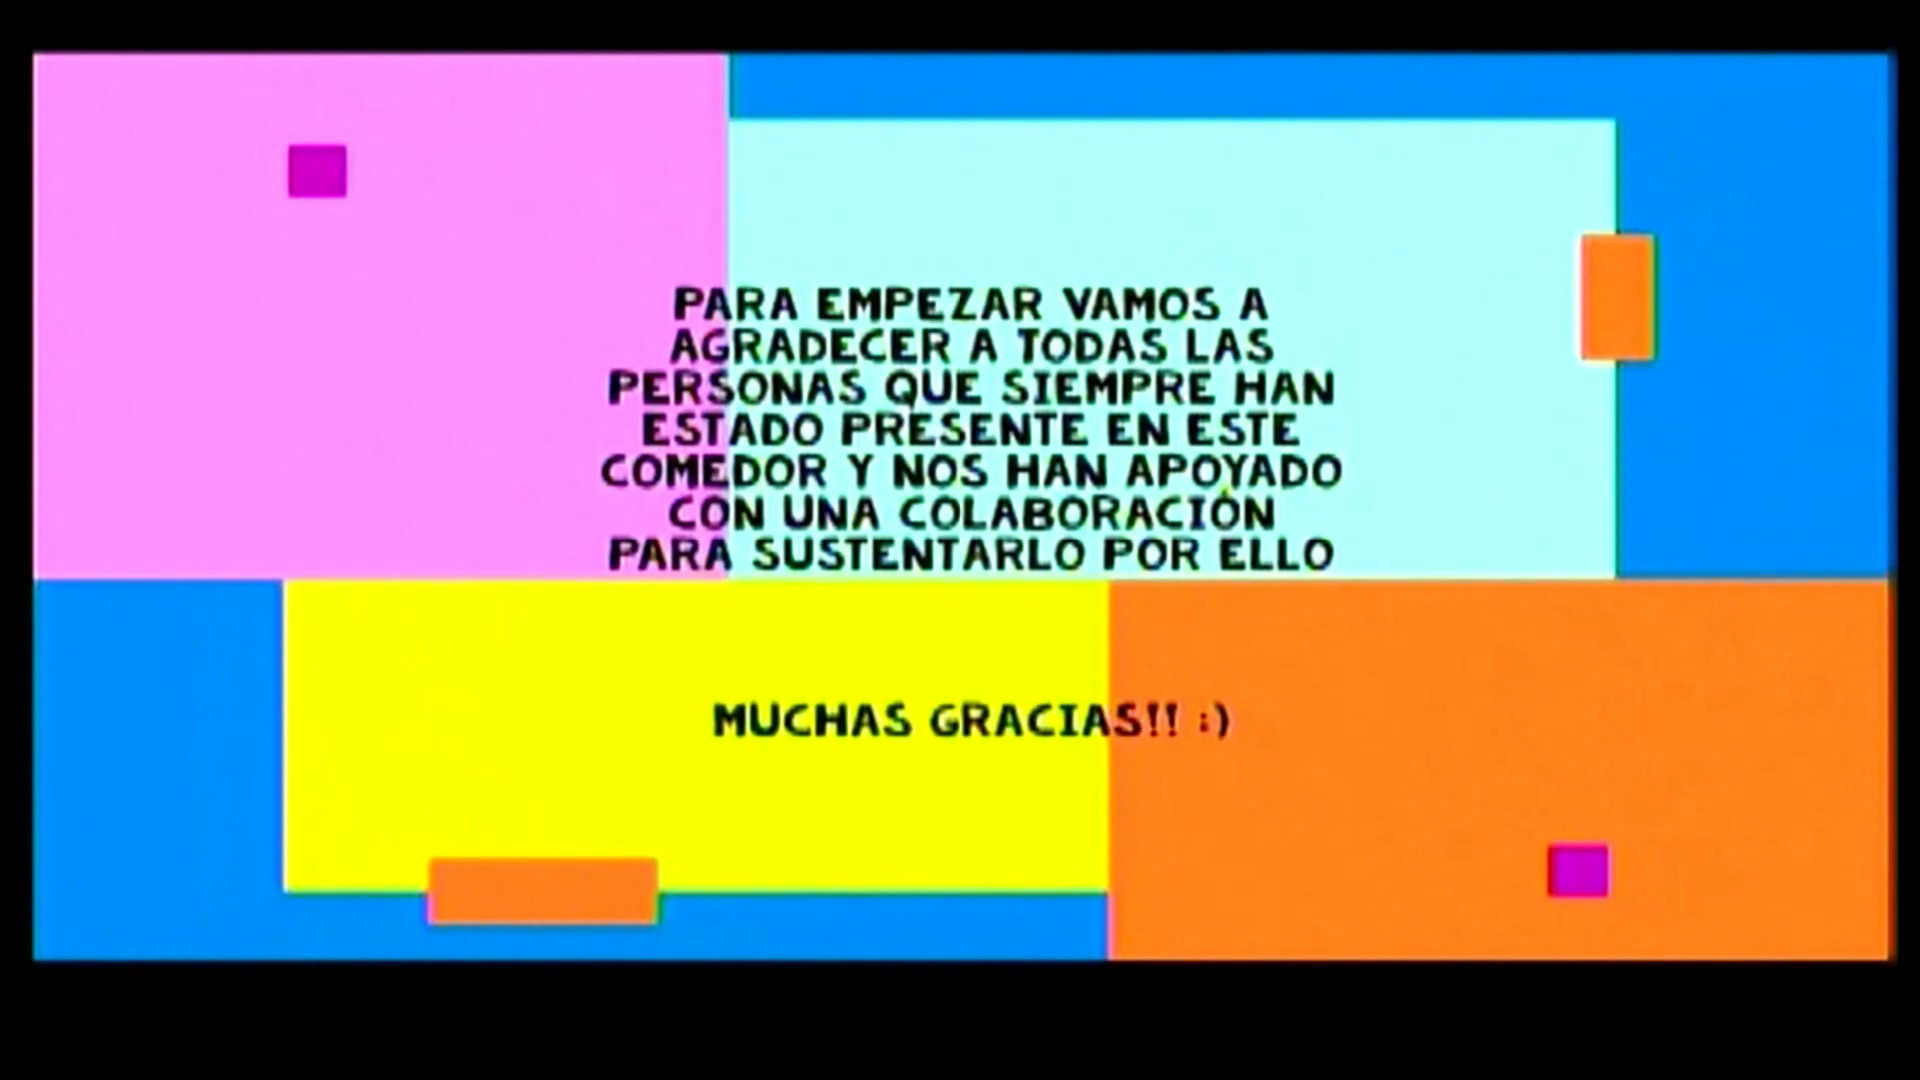 PARA EMPEZAR VAMOS A
AGRADECER A TODAS LAS
PERSONAS QUE SIEMPRE HAN
ESTADO PRESENTE EN ESTE
COMEDOR Y NOS HAN APOYADO
CON UNA COLABORACIÓN
PARA SUSTENTARLO POR ELLO
MUCHAS GRACIAS!! :)